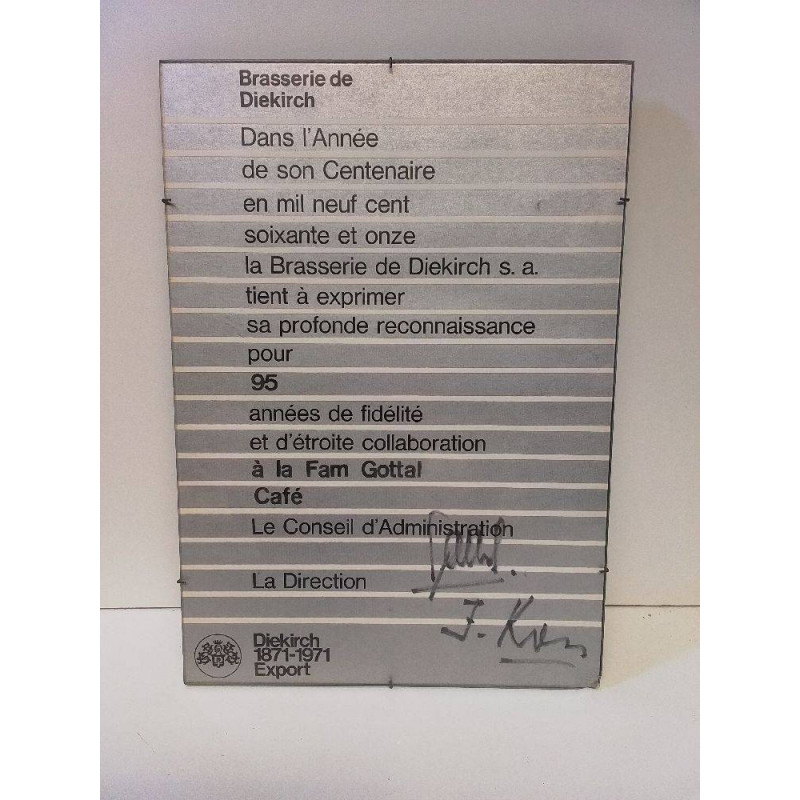 Brasserie de
Diekirch
Dans l'Année
de son Centenaire
en mil neuf cent
soixante et onze
la Brasserie de Diekirch s. a.
tient à exprimer
sa profonde reconnaissance
pour
95
années de fidélité
et d'étroite collaboration
à la Fam Gottal
Café
Le Conseil d'Administration
La Direction
Diekirch
1871-1971
Export